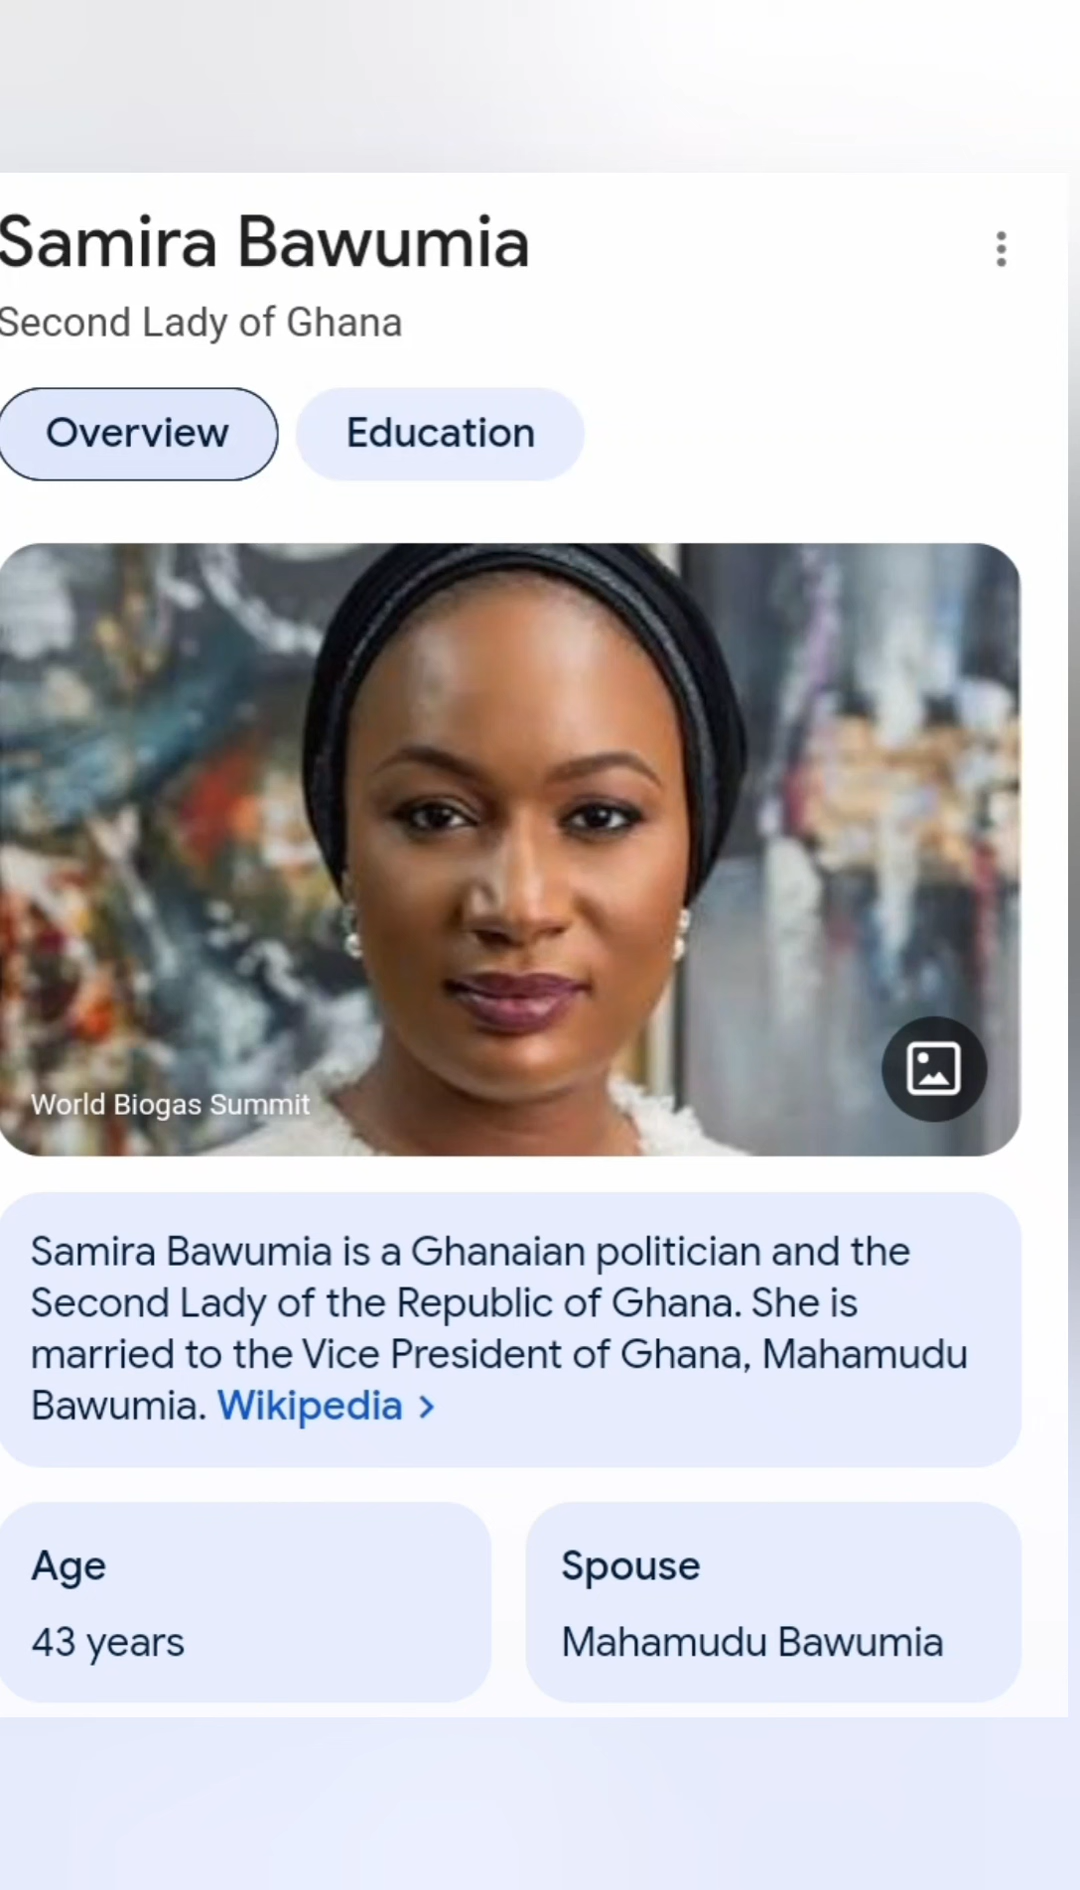 Samira Bawumia
Second Lady of Ghana
Overview
Education
World Biogas Summit
Samira Bawumia is a Ghanaian politician and the
Second Lady of the Republic of Ghana. She is
married to the Vice President of Ghana, Mahamudu
Bawumia. Wikipedia >
Age
43 years
Spouse
Mahamudu Bawumia